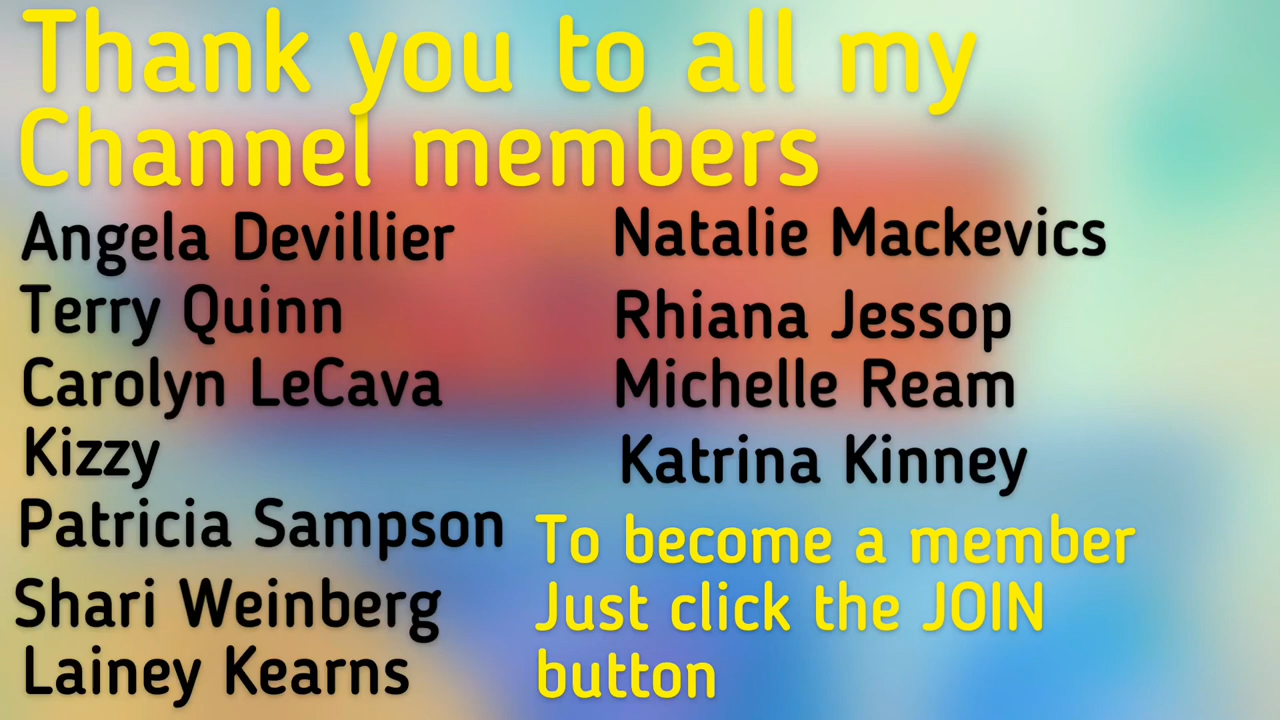 Thank you to all my
Channel members
Angela Devillier
Terry Quinn
Carolyn LeCava
Kizzy
Patricia Sampson
Shari Weinberg
Lainey Kearns
Natalie Mackevics
Rhiana Jessop
Michelle Ream
Katrina Kinney
To become a member
Just click the JOIN
button